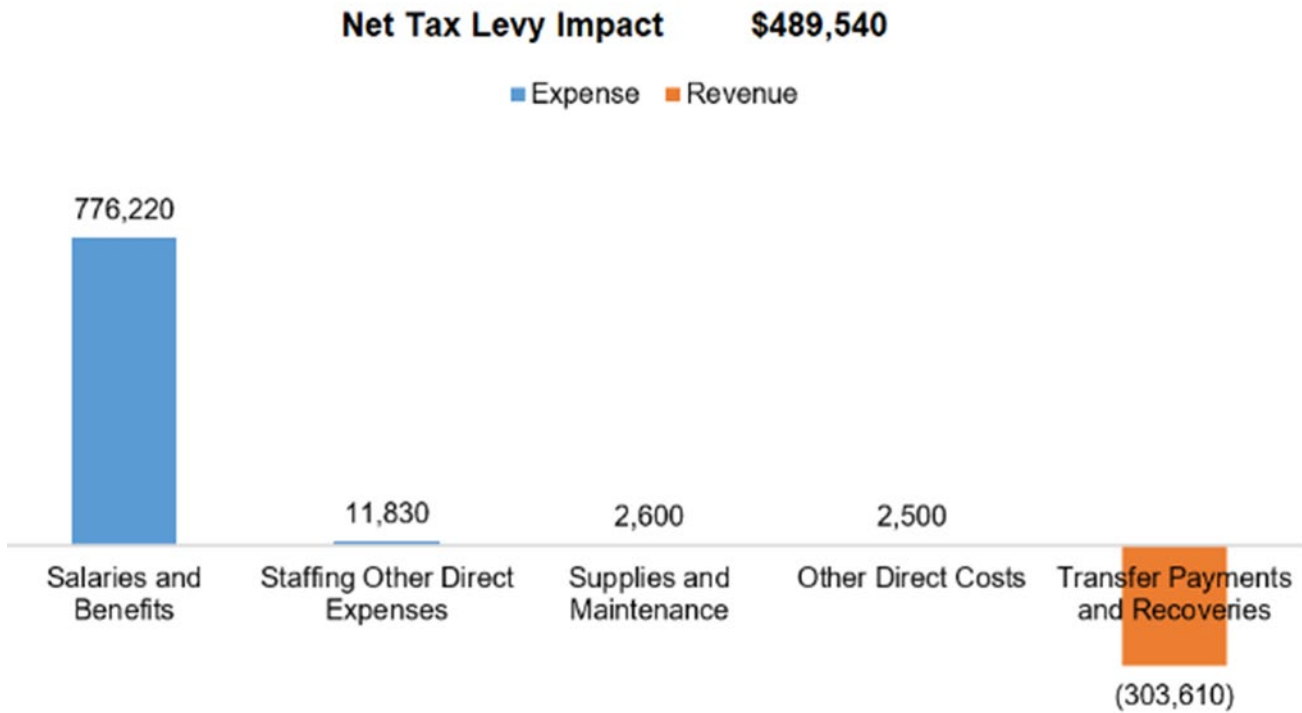 Net Tax Levy Impact $489,540
Expense Revenue
776,220
11,830
2,600
2,500
Salaries and Benefits
Staffing Other Direct Expenses
Supplies and Maintenance
Other Direct Costs
Transfer Payments and Recoveries
(303,610)